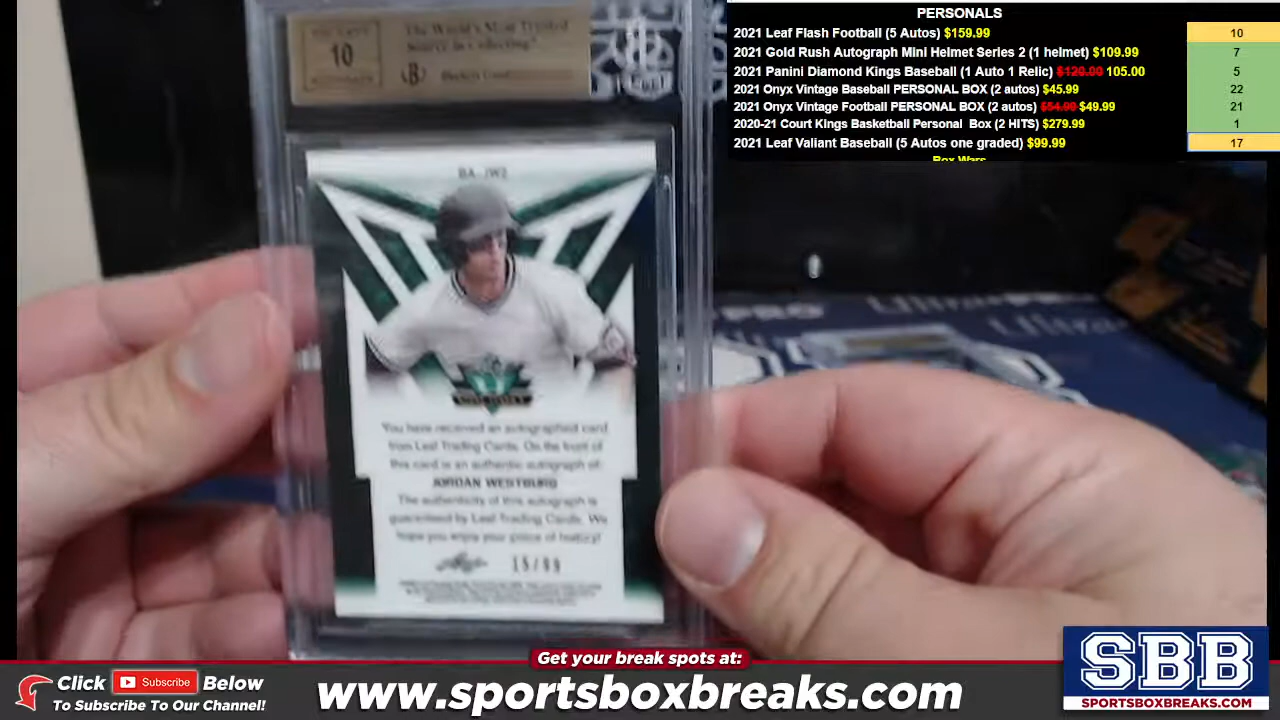 PERSONALS
2021 Leaf Flash Football (5 Autos) $159.99 10
2021 Gold Rush Autograph Mini Helmet Series 2 (1 helmet) $109.99 7
2021 Panini Diamond Kings Baseball (1 Auto 1 Relic) $120.00 105.00 5
2021 Onyx Vintage Baseball PERSONAL BOX (2 autos) $45.99 22
2021 Onyx Vintage Football PERSONAL BOX (2 autos) $54.99 $49.99 21
2020-21 Court Kings Basketball Personal Box (2 HITS) $279.99 1
2021 Leaf Valiant Baseball (5 Autos one graded) $99.99 17
Box Wars
10
The World's Most Trusted
Source in Collecting
BA-JW2
You have received an autographed card
from Leaf Trading Cards. On the front of
this card is an authentic autograph of:
JORDAN WESTBURG
The authenticity of this autograph is
guaranteed by Leaf Trading Cards. We
hope you enjoy your piece of history!
Leaf 15/99
Get your break spots at:
Click Subscribe Below
To Subscribe To Our Channel!
www.sportsboxbreaks.com
SBB
SPORTSBOXBREAKS.COM